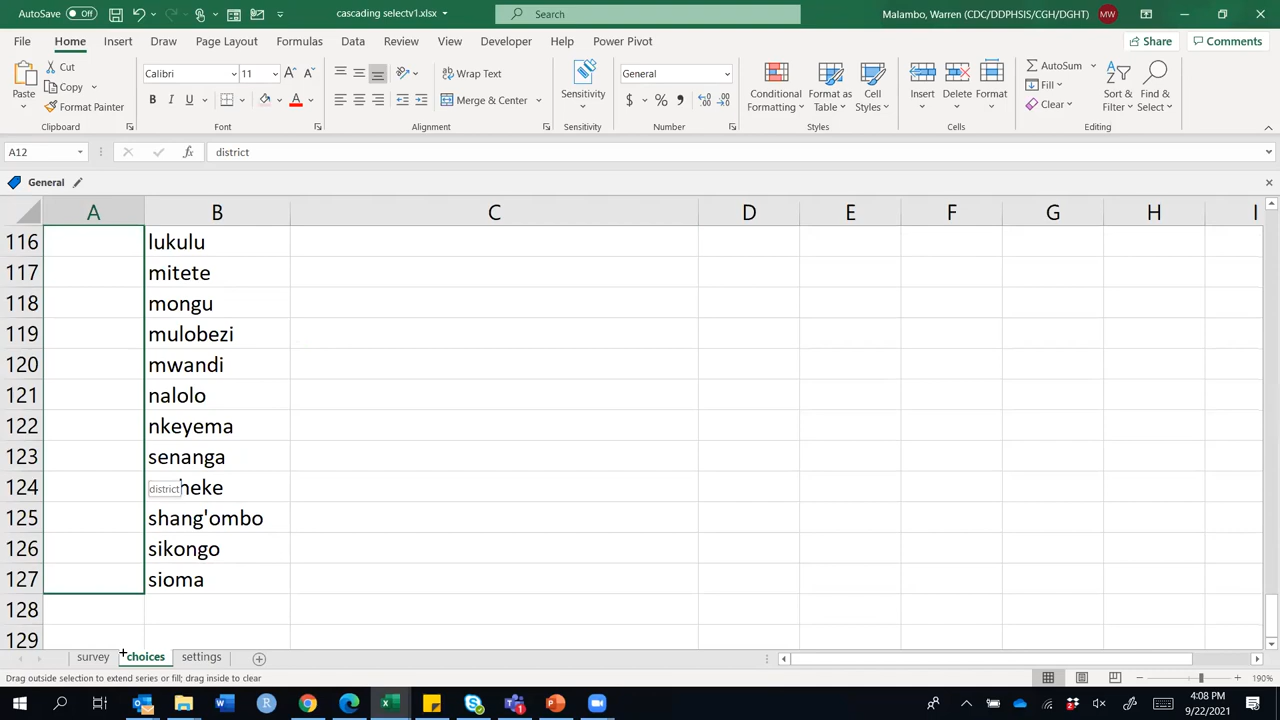 AutoSave Off cascading selectv1.xlsx Search Malambo, Warren (CDC/DDPHSIS/CGH/DGHT) MW
File Home Insert Draw Page Layout Formulas Data Review View Developer Help Power Pivot Share Comments
Paste Cut Copy Format Painter
Calibri 11
B I U A
Wrap Text
Merge & Center
Sensitivity
General
$ % ,
Conditional Formatting Format as Table Cell Styles
Insert Delete Format
AutoSum
Fill
Clear
Sort & Filter Find & Select
Clipboard Font Alignment Sensitivity Number Styles Cells Editing
A12 fx district
General
A B C D E F G H I
116 lukulu
117 mitete
118 mongu
119 mulobezi
120 mwandi
121 nalolo
122 nkeyema
123 senanga
124 district heke
125 shang'ombo
126 sikongo
127 sioma
128
129
survey choices settings
Drag outside selection to extend series or fill; drag inside to clear 190%
4:08 PM
9/22/2021